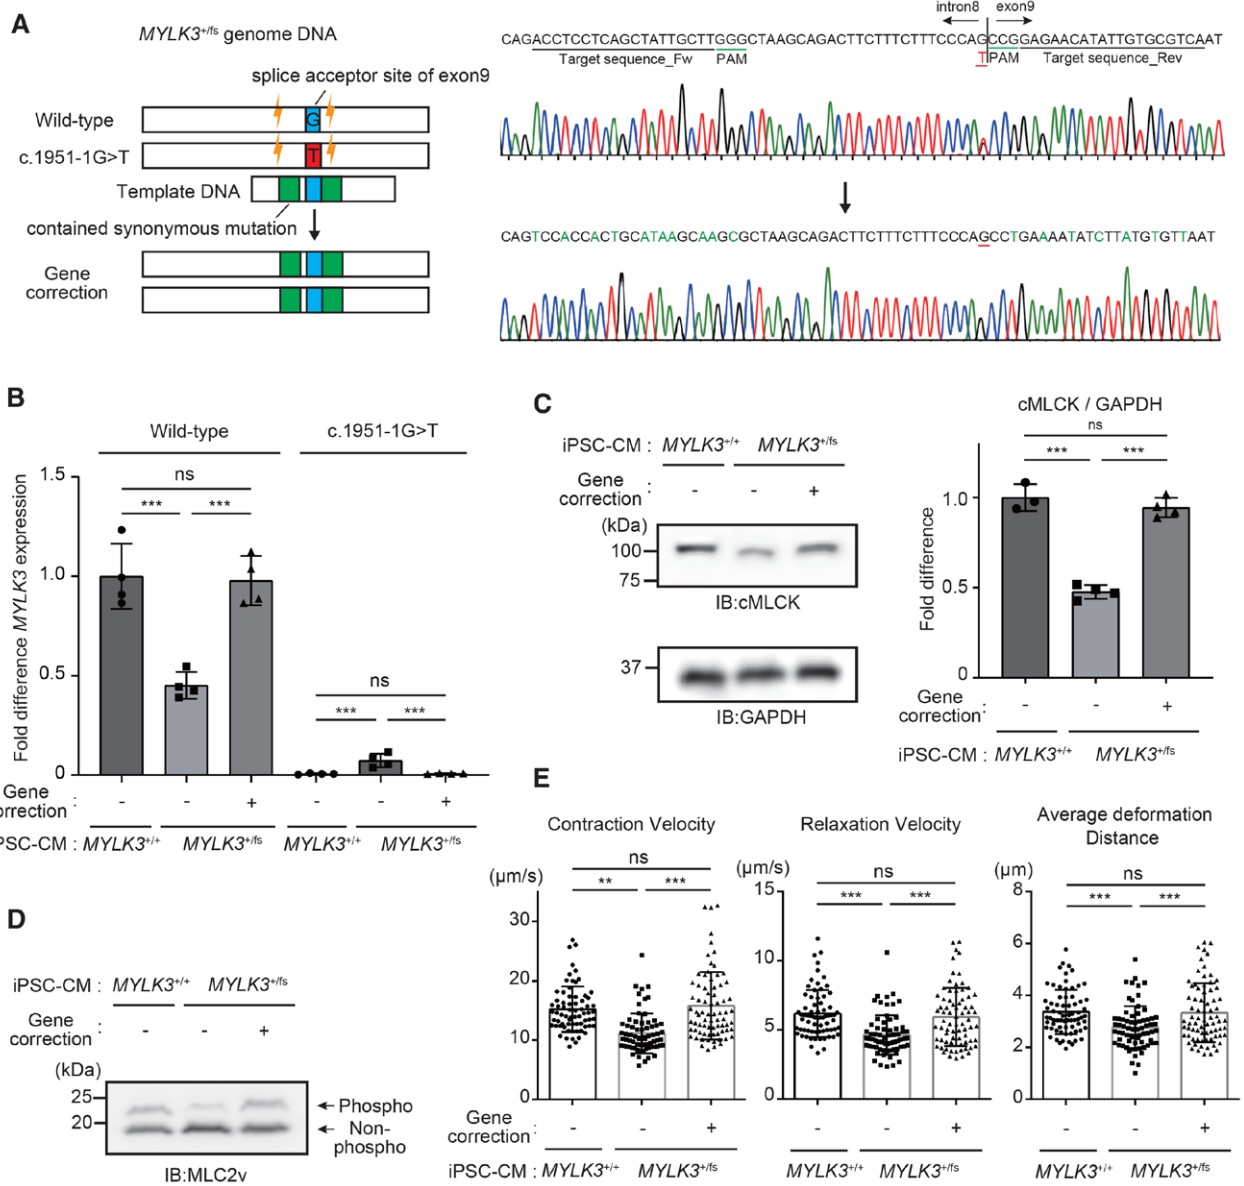 A
MYLK3+/fs genome DNA
splice acceptor site of exon9
Wild-type
G
c.1951-1G>T
T
Template DNA
contained synonymous mutation
Gene
correction
intron8 exon9
CAGACCTCCTCAGCTATTGCTTGGGCTAAGCAGACTTCTTTCTTTCCCAGCCGGAGAACATATTGTGCGTCAAT
Target sequence_Fw PAM T PAM Target sequence_Rev
CAGTCCACCACTGCATAAGCAAGCGCTAAGCAGACTTCTTTCTTTCCCAGCCTGAAAATATCTTATGTGTTAAT
B
Wild-type c.1951-1G>T
Fold difference MYLK3 expression
1.5
1.0
0.5
0
ns
*** ***
ns
*** ***
Gene
correction : - - + - - +
iPSC-CM : MYLK3+/+ MYLK3+/fs MYLK3+/+ MYLK3+/fs
C
iPSC-CM : MYLK3+/+ MYLK3+/fs
Gene
correction : - - +
(kDa)
100
75
IB:cMLCK
37
IB:GAPDH
cMLCK / GAPDH
ns
*** ***
Fold difference
1.0
0.5
0
Gene
correction : - - +
iPSC-CM : MYLK3+/+ MYLK3+/fs
D
iPSC-CM : MYLK3+/+ MYLK3+/fs
Gene
correction : - - +
(kDa)
25
20
Phospho
Non-
phospho
IB:MLC2v
E
Contraction Velocity
(μm/s)
ns
** ***
30
20
10
0
Relaxation Velocity
(μm/s)
ns
*** ***
15
10
5
0
Average deformation
Distance
(μm)
ns
*** ***
8
6
4
2
0
Gene
correction : - - + - - + - - +
iPSC-CM : MYLK3+/+ MYLK3+/fs MYLK3+/+ MYLK3+/fs MYLK3+/+ MYLK3+/fs